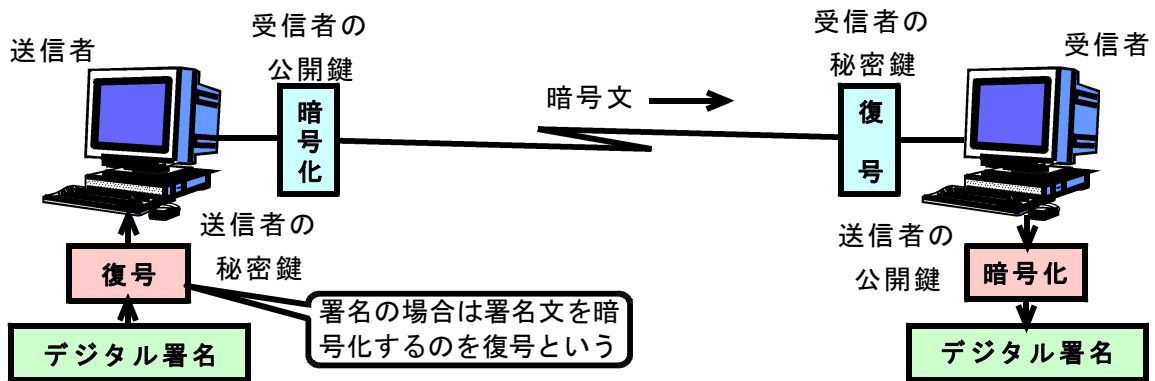 送信者
受信者の
公開鍵
暗号化
暗号文
受信者の
秘密鍵
復号
受信者
送信者の
秘密鍵
復号
デジタル署名
署名の場合は署名文を暗
号化するのを復号という
送信者の
公開鍵
暗号化
デジタル署名